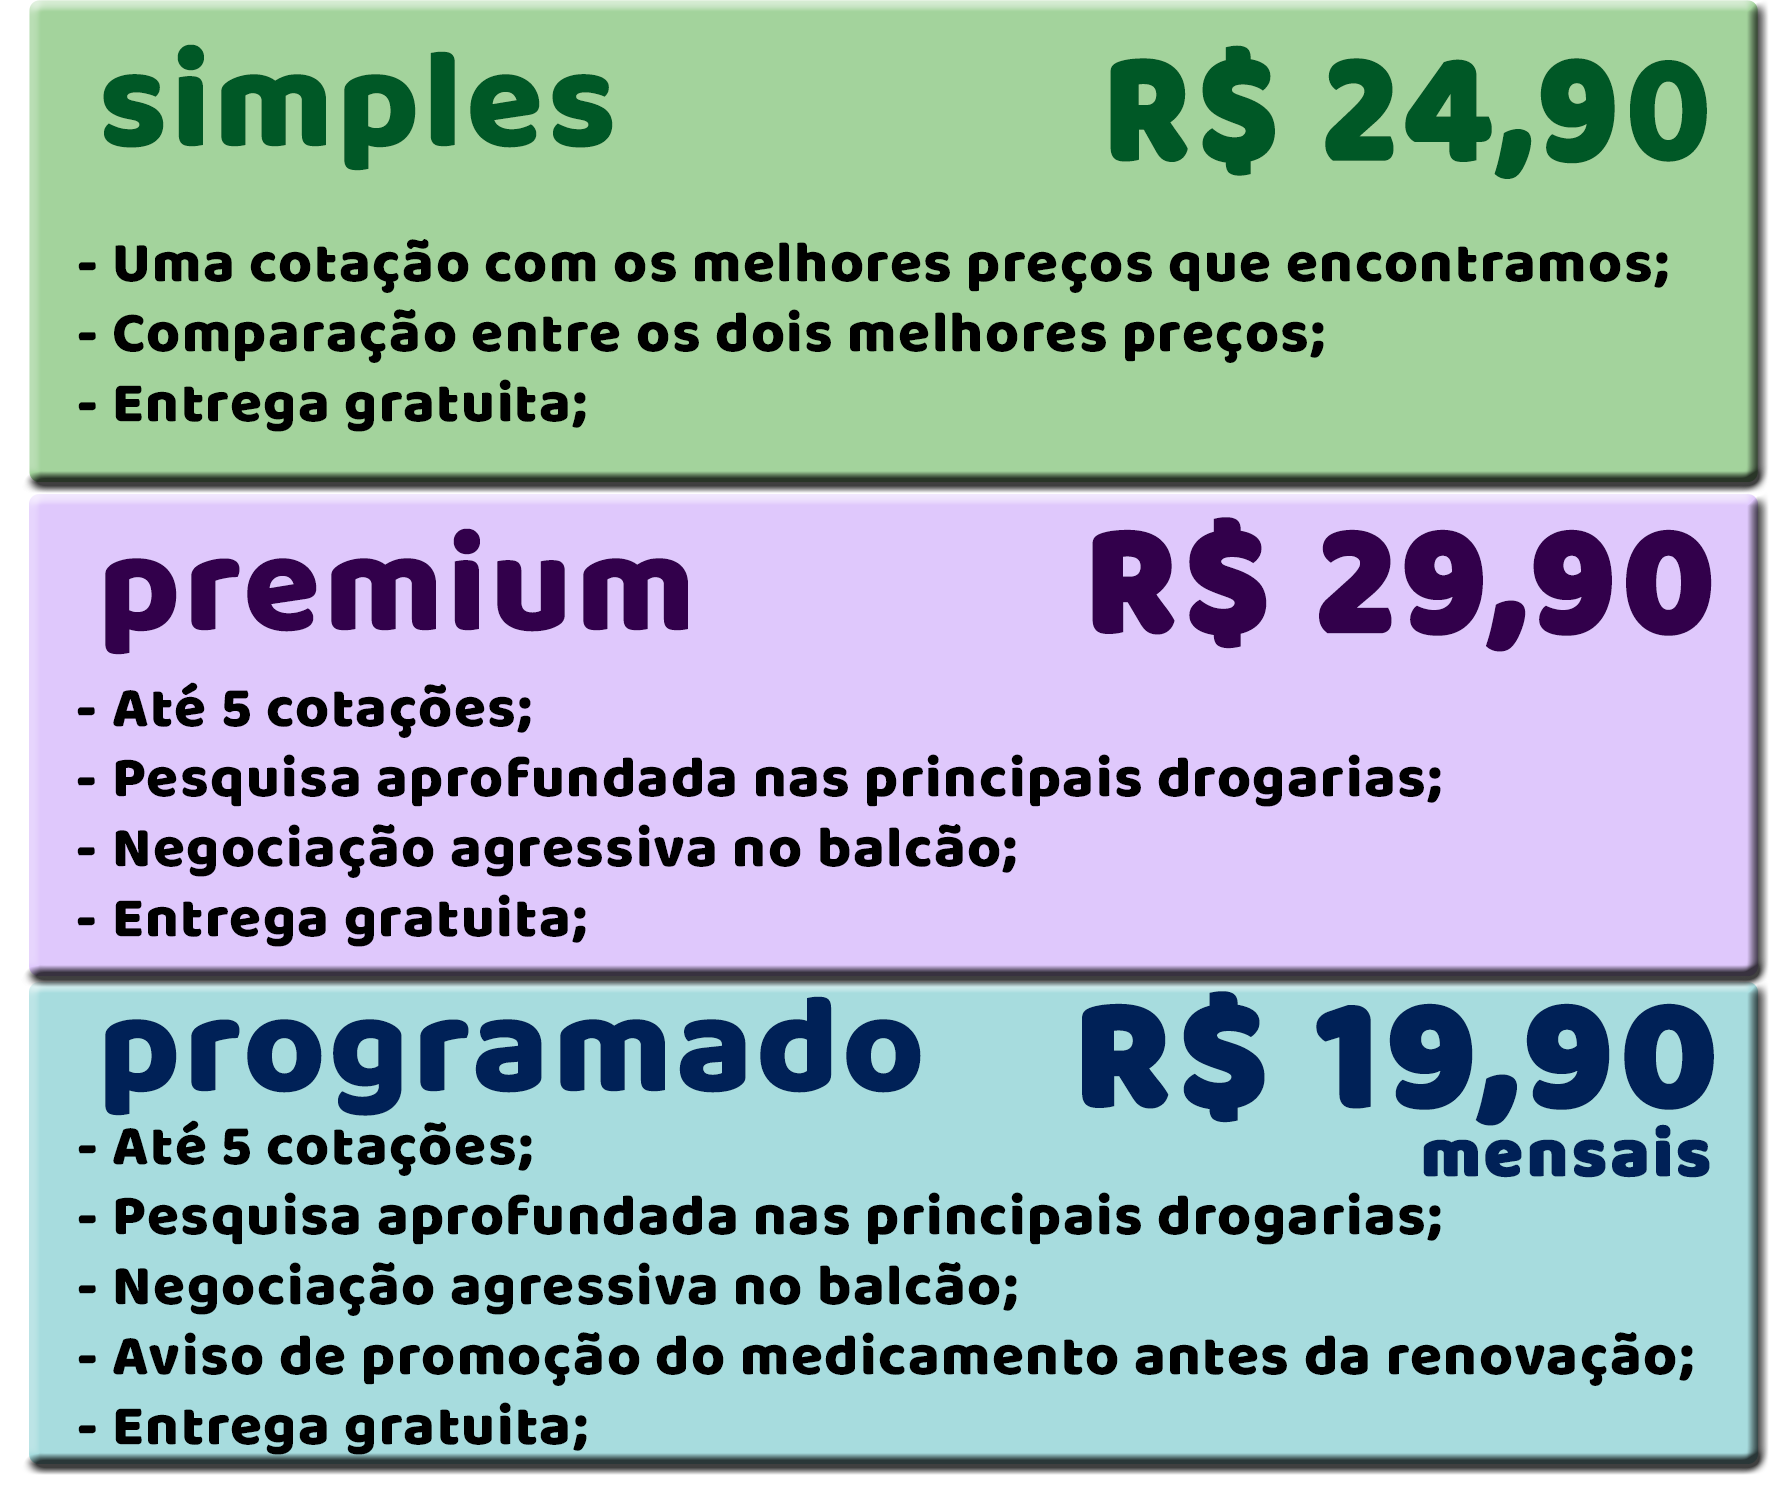 simples R$ 24,90
- Uma cotação com os melhores preços que encontramos;
- Comparação entre os dois melhores preços;
- Entrega gratuita;
premium R$ 29,90
- Até 5 cotações;
- Pesquisa aprofundada nas principais drogarias;
- Negociação agressiva no balcão;
- Entrega gratuita;
programado R$ 19,90
mensais
- Até 5 cotações;
- Pesquisa aprofundada nas principais drogarias;
- Negociação agressiva no balcão;
- Aviso de promoção do medicamento antes da renovação;
- Entrega gratuita;